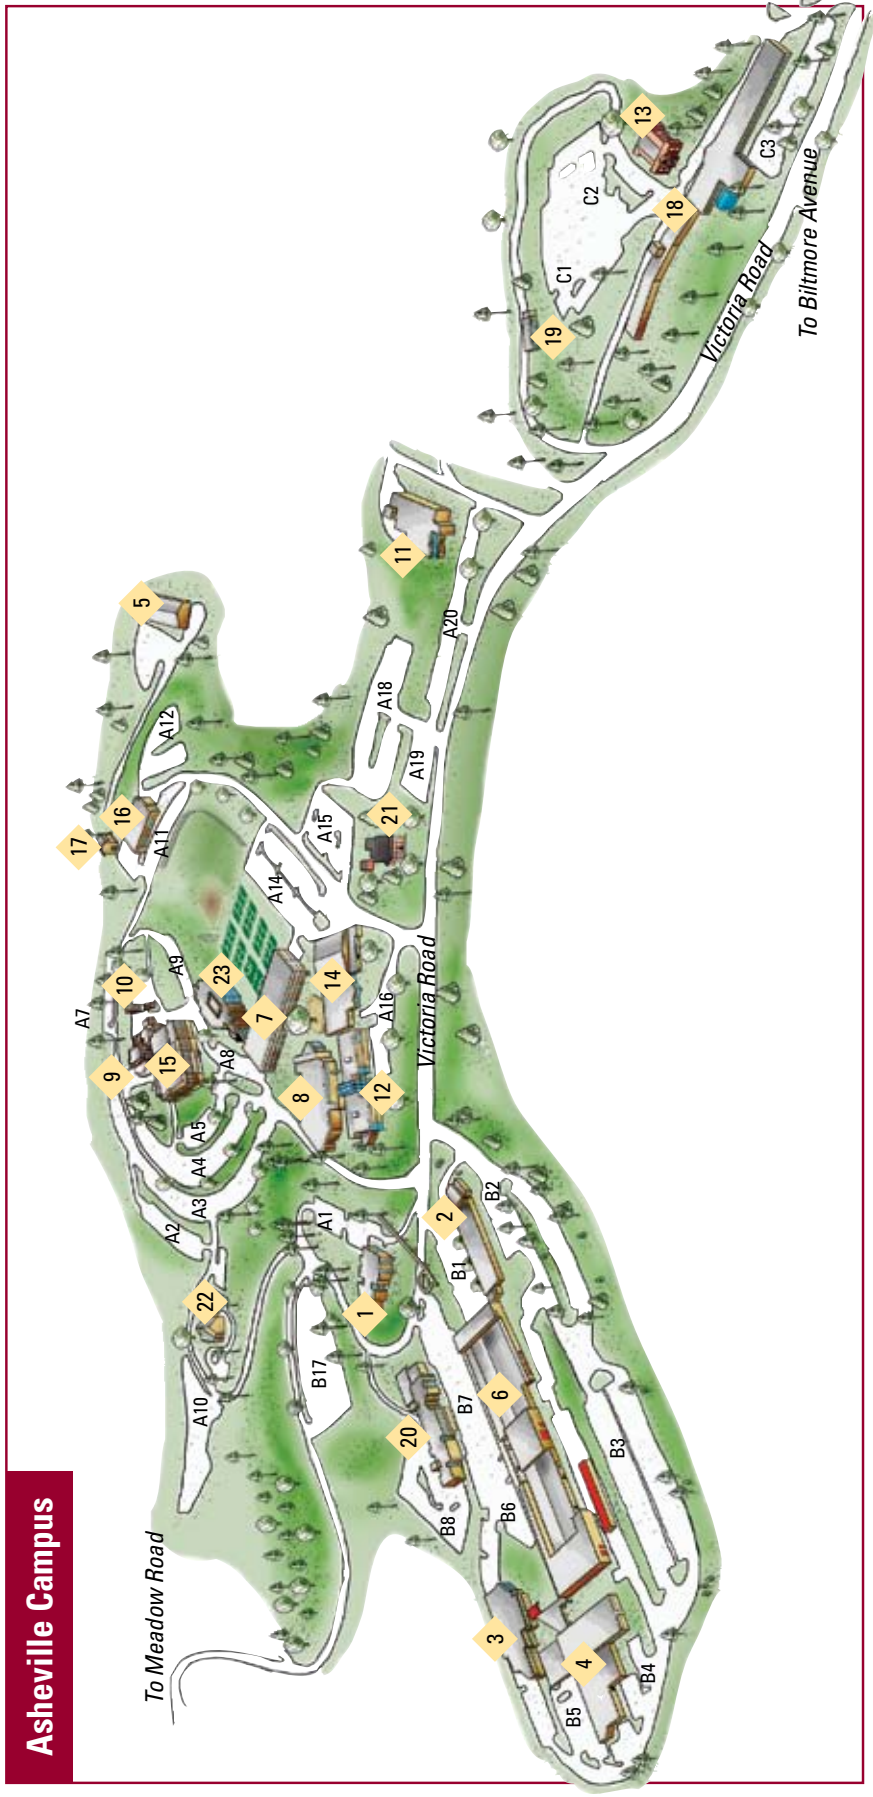 Asheville Campus
To Meadow Road
17
5
16
A12
A7
10
A9
A11
9
15
23
A8
7
A14
A15
A18
11
A5
A4
A3
A2
8
14
21
A19
A20
12
A16
Victoria Road
22
A10
A1
B17
1
2
B2
B1
20
B7
6
B8
B6
B3
3
4
B5
B4
13
C2
C1
18
C3
19
Victoria Road
To Biltmore Avenue